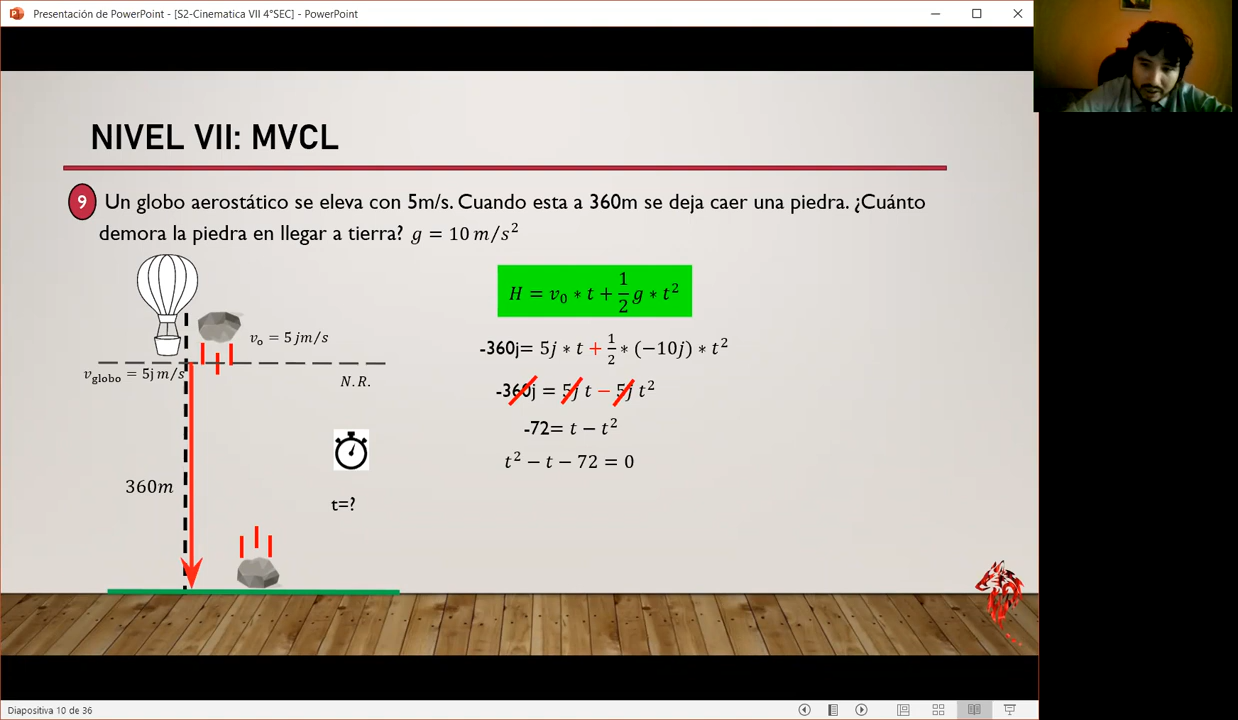 Presentación de PowerPoint - [S2-Cinematica VII 4°SEC] - PowerPoint
NIVEL VII: MVCL
9 Un globo aerostático se eleva con 5m/s. Cuando esta a 360m se deja caer una piedra. ¿Cuánto
demora la piedra en llegar a tierra? g = 10 m/s²
H = v₀ * t + 1/2 g * t²
v₀ = 5 jm/s
-360j= 5j * t + 1/2 * (−10j) * t²
v_globo = 5j m/s
N.R.
-360j = 5j t − 5j t²
-72= t − t²
t² − t − 72 = 0
360m
t=?
Diapositiva 10 de 36